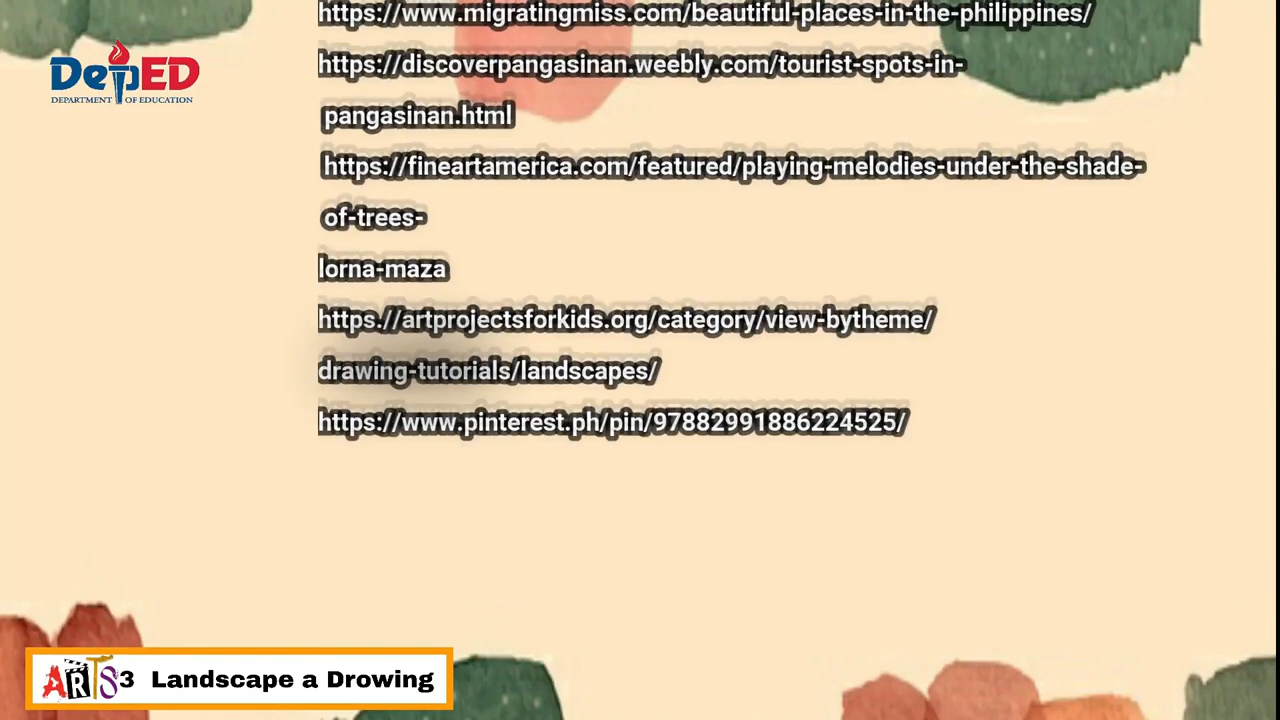 https://www.migratingmiss.com/beautiful-places-in-the-philippines/
DepED
DEPARTMENT OF EDUCATION
https://discoverpangasinan.weebly.com/tourist-spots-in-
pangasinan.html
https://fineartamerica.com/featured/playing-melodies-under-the-shade-
of-trees-
lorna-maza
https://artprojectsforkids.org/category/view-bytheme/
drawing-tutorials/landscapes/
https://www.pinterest.ph/pin/97882991886224525/
ARTS3 Landscape a Drowing